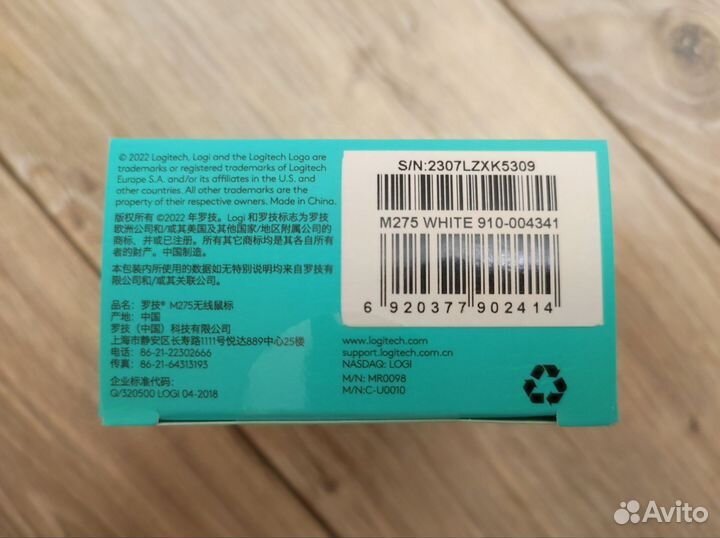 © 2022 Logitech, Logi and the Logitech Logo are
trademarks or registered trademarks of Logitech
Europe S.A. and/or its affiliates in the U.S. and
other countries. All other trademarks are the
property of their respective owners. Made in China.
版权所有 ©2022 年罗技。Logi 和罗技标志为罗技
欧洲公司和/或其美国及其他国家/地区附属公司的
商标，并或已注册。所有其它商标均是其各自所有
者的财产。中国制造。
本包装内所使用的数据如无特别说明均来自罗技有
限公司和/或其关联公司。
品名：罗技® M275无线鼠标
产地：中国
罗技（中国）科技有限公司
上海市静安区长寿路1111号悦达889中心25楼
电话：86-21-22302666
传真：86-21-64313193
企业标准代码：
G/320500 LOGI 04-2018
S/N:2307LZXK5309
M275 WHITE 910-004341
6 920377 902414
www.logitech.com
support.logitech.com.cn
NASDAQ: LOGI
M/N: MR0098
M/N:C-U0010
Avito